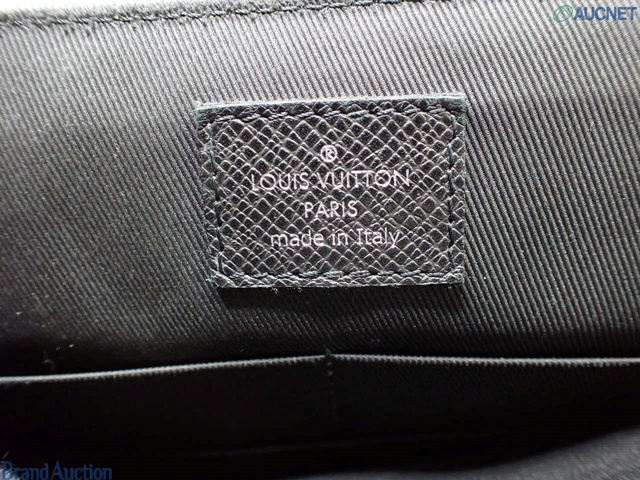 AUCNET
®
LOUIS VUITTON
PARIS
made in Italy
Brand Auction